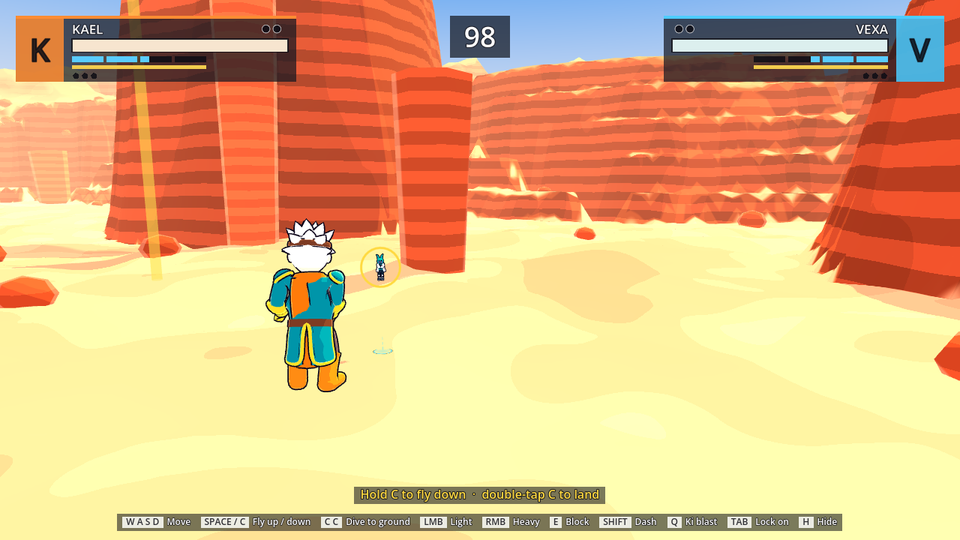 K
KAEL
98
VEXA
V
Hold C to fly down · double-tap C to land
W A S D Move SPACE / C Fly up / down C C Dive to ground LMB Light RMB Heavy E Block SHIFT Dash Q Ki blast TAB Lock on H Hide